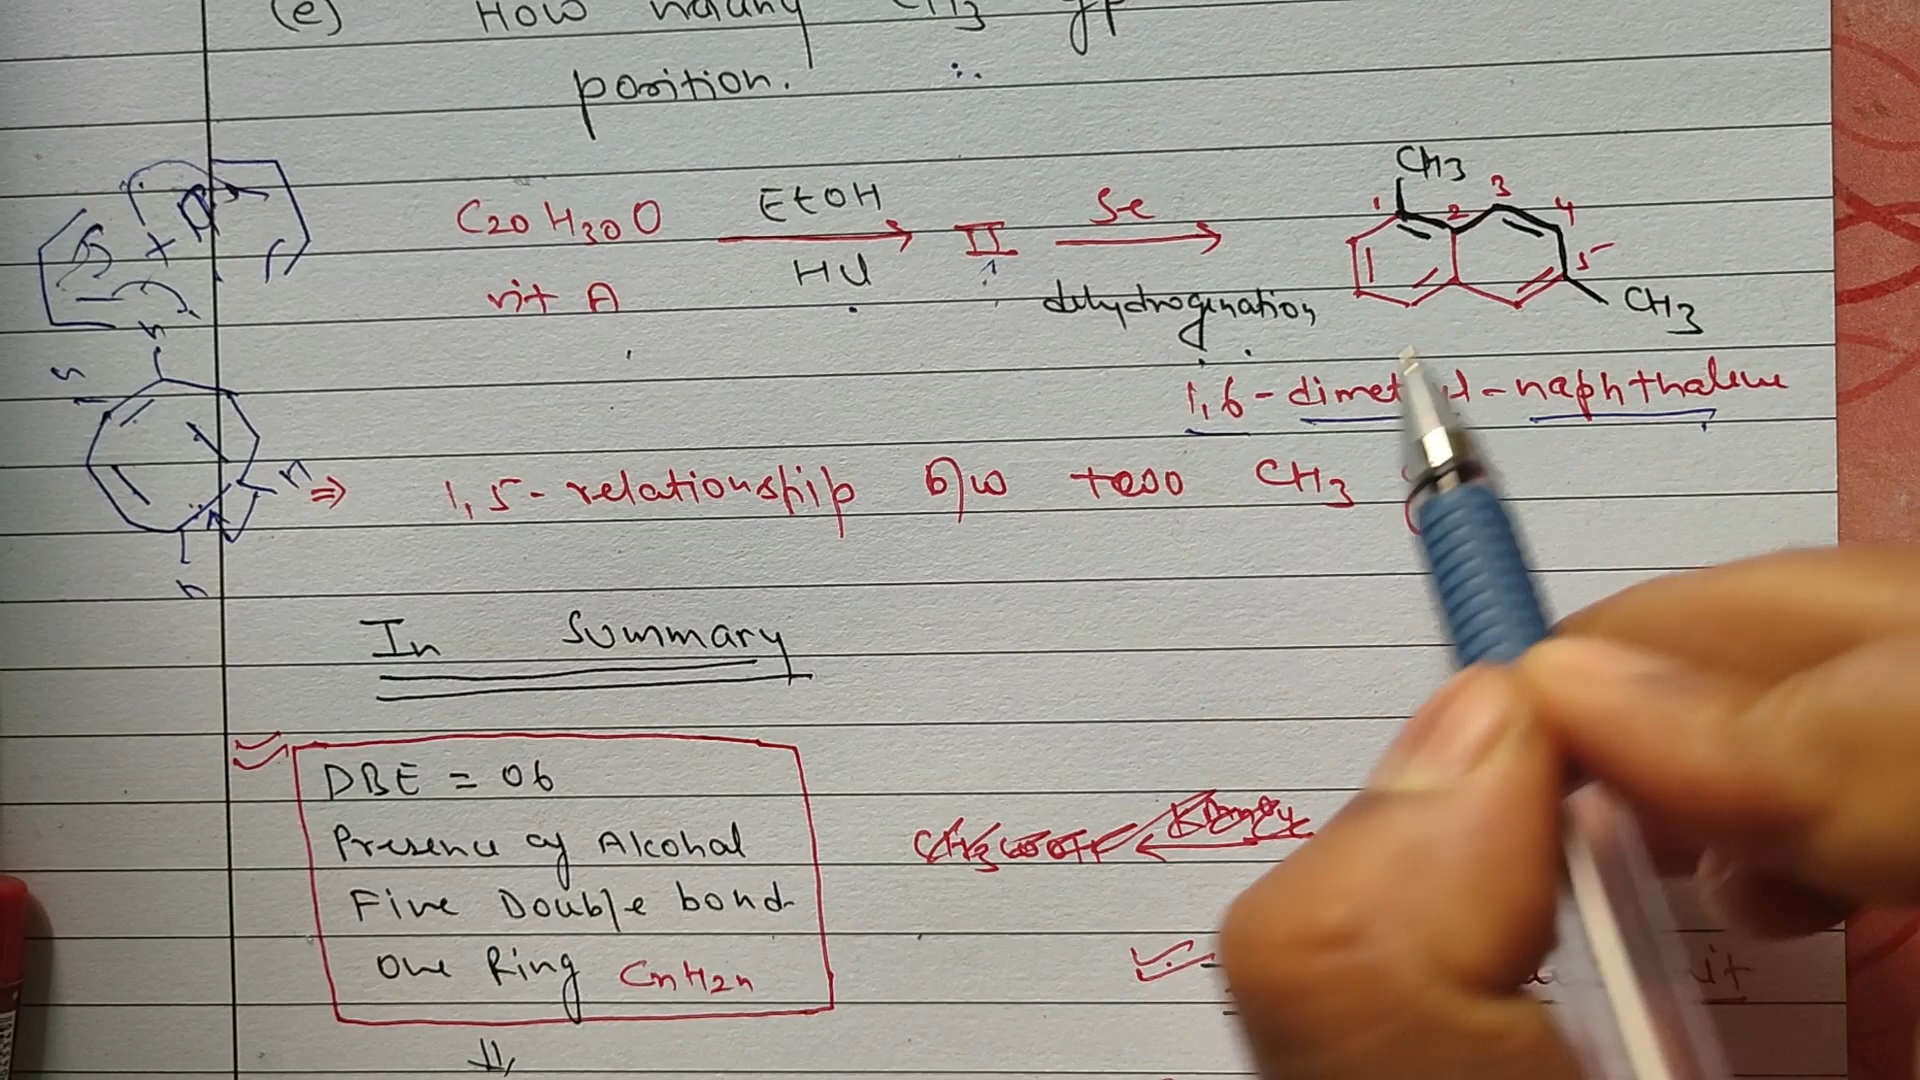 (e) How many CH3 gp
position. ∴
CH3
1 2 3 4 5
C20H30O EtOH HCl II Se
vit A dehydrogenation, CH3
1,6-dimethyl-naphthalene
⇒ 1,5-relationship b/w two CH3
In Summary
DBE = 06
Presence of Alcohal
Five Double bond
One Ring CnH2n